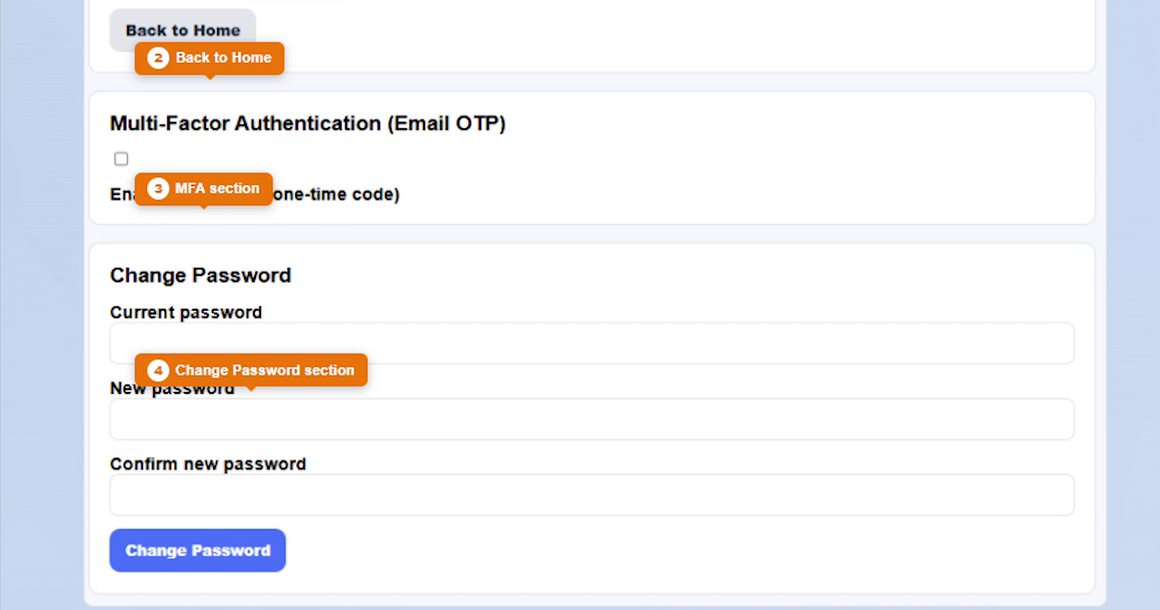 Back to Home
2 Back to Home
Multi-Factor Authentication (Email OTP)
3 MFA section
one-time code)
Change Password
Current password
4 Change Password section
New password
Confirm new password
Change Password